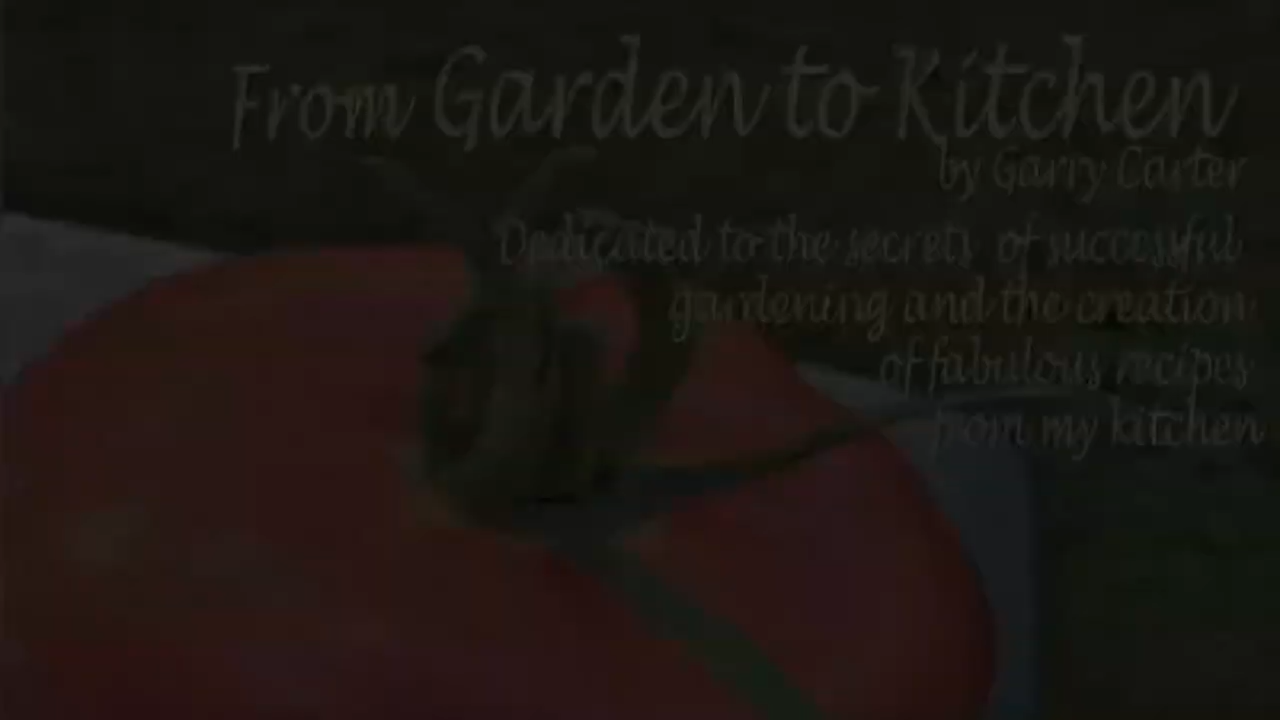 From Garden to Kitchen
by Garry Carter
Dedicated to the secrets of successful
gardening and the creation
of fabulous recipes
from my kitchen